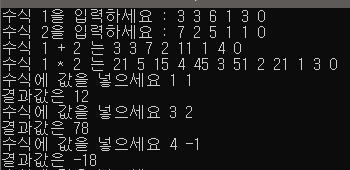 수식 1을 입력하세요 : 3 3 6 1 3 0
수식 2을 입력하세요 : 7 2 5 1 1 0
수식 1 + 2 는 3 3 7 2 11 1 4 0
수식 1 * 2 는 21 5 15 4 45 3 51 2 21 1 3 0
수식에 값을 넣으세요 1 1
결과값은 12
수식에 값을 넣으세요 3 2
결과값은 78
수식에 값을 넣으세요 4 -1
결과값은 -18